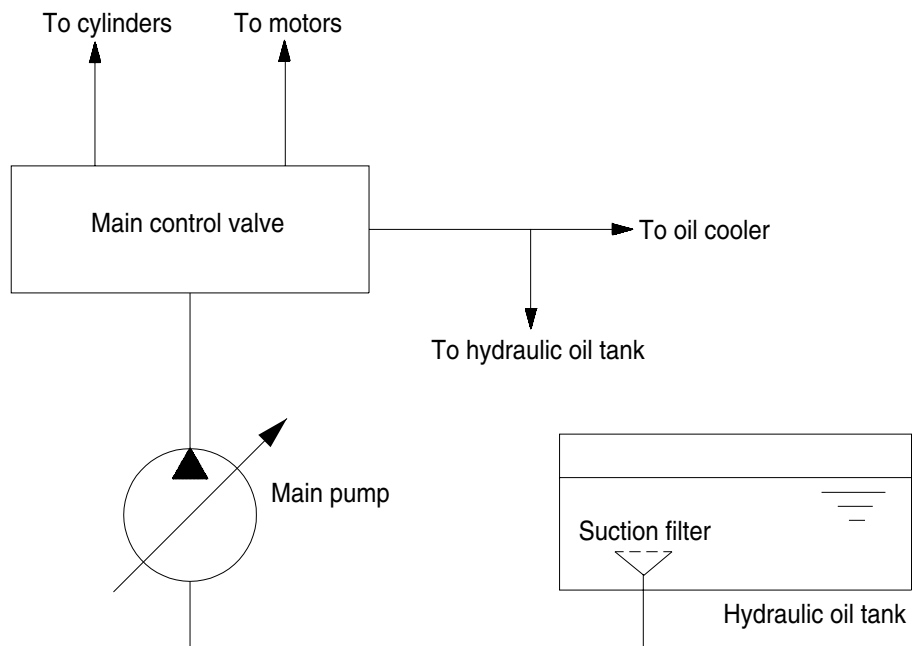 To cylinders
To motors
Main control valve
To oil cooler
To hydraulic oil tank
Main pump
Suction filter
Hydraulic oil tank